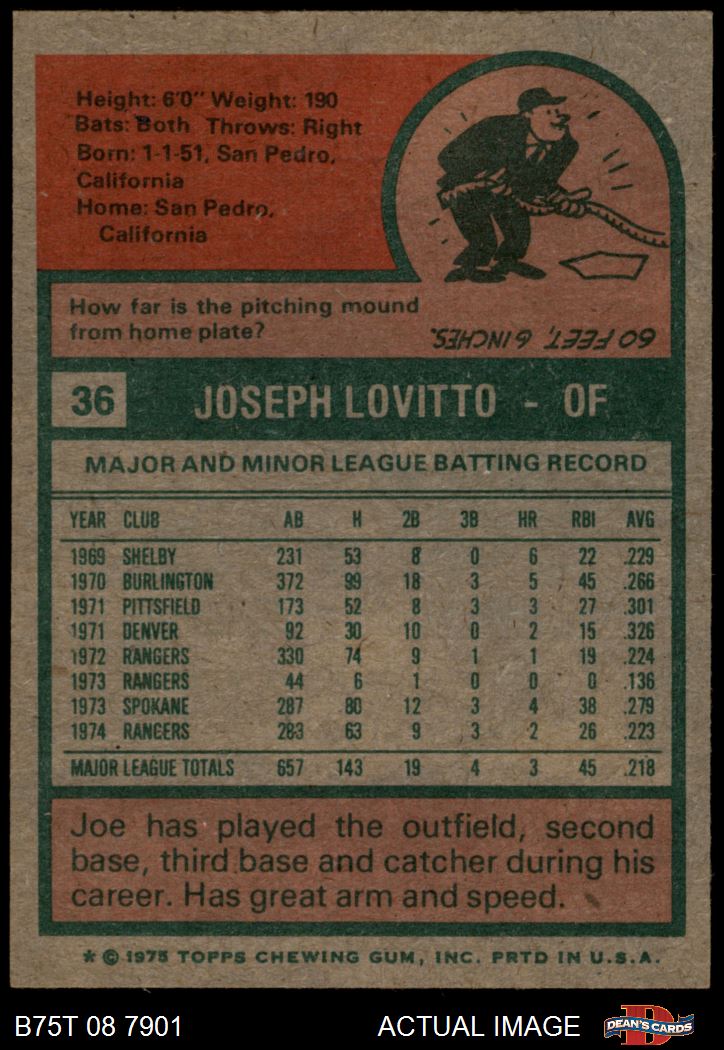 Height: 6'0" Weight: 190
Bats: Both Throws: Right
Born: 1-1-51, San Pedro,
California
Home: San Pedro,
California
How far is the pitching mound
from home plate?
60 FEET, 6 INCHES.
36 JOSEPH LOVITTO - OF
MAJOR AND MINOR LEAGUE BATTING RECORD
YEAR CLUB AB H 2B 3B HR RBI AVG
1969 SHELBY 231 53 8 0 6 22 .229
1970 BURLINGTON 372 99 18 3 5 45 .266
1971 PITTSFIELD 173 52 8 3 3 27 .301
1971 DENVER 92 30 10 0 2 15 .326
1972 RANGERS 330 74 9 1 1 19 .224
1973 RANGERS 44 6 1 0 0 0 .136
1973 SPOKANE 287 80 12 3 4 38 .279
1974 RANGERS 283 63 9 3 2 26 .223
MAJOR LEAGUE TOTALS 657 143 19 4 3 45 .218
Joe has played the outfield, second
base, third base and catcher during his
career. Has great arm and speed.
* © 1975 TOPPS CHEWING GUM, INC. PRTD IN U.S.A.
B75T 08 7901 ACTUAL IMAGE DEAN'S CARDS